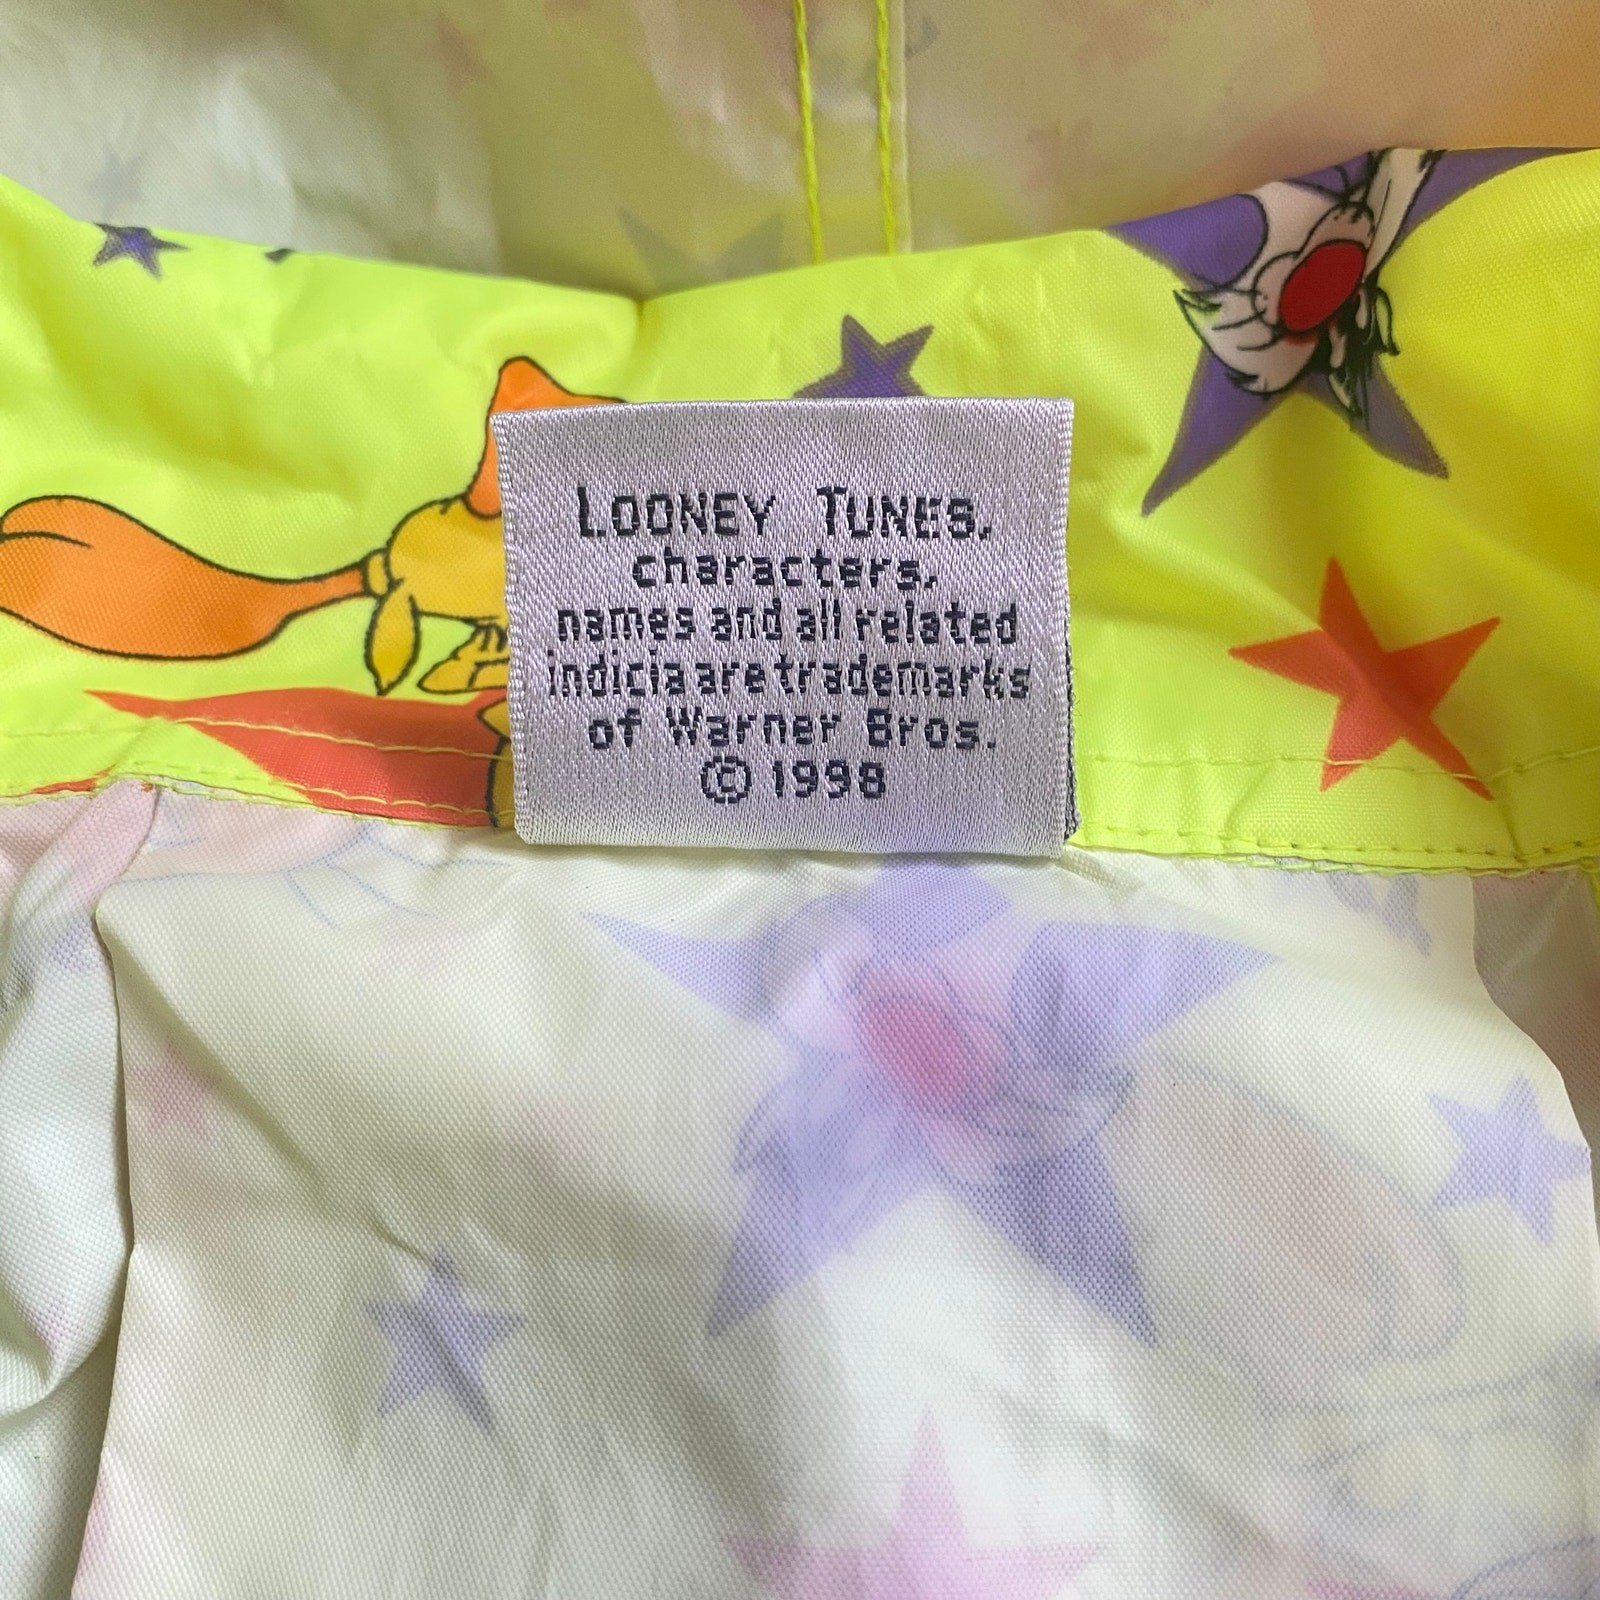 LOONEY TUNES,
characters,
names and all related
indicia are trademarks
of Warner Bros.
© 1998